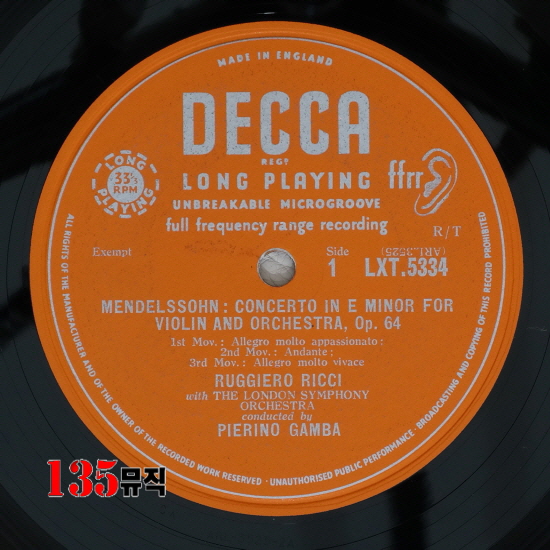 MADE IN ENGLAND
DECCA
REGD
LONG PLAYING
UNBREAKABLE MICROGROOVE
full frequency range recording
LONG PLAYING
33⅓
RPM
ffrr
R/T
Exempt
Side
1
(ARL.3525)
LXT.5334
MENDELSSOHN: CONCERTO IN E MINOR FOR
VIOLIN AND ORCHESTRA, Op. 64
1st Mov.: Allegro molto appassionato;
2nd Mov.: Andante;
3rd Mov.: Allegro molto vivace
RUGGIERO RICCI
with THE LONDON SYMPHONY
ORCHESTRA
conducted by
PIERINO GAMBA
ALL RIGHTS OF THE MANUFACTURER AND OF THE OWNER OF THE RECORDED WORK RESERVED · UNAUTHORISED PUBLIC PERFORMANCE · BROADCASTING AND COPYING OF THIS RECORD PROHIBITED
135뮤직